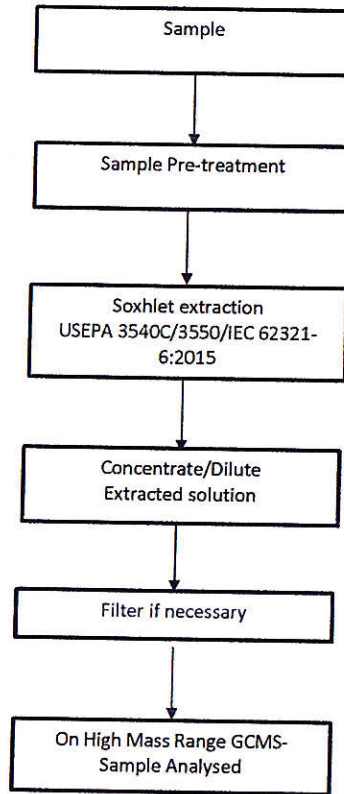 Sample
Sample Pre-treatment
Soxhlet extraction
USEPA 3540C/3550/IEC 62321-
6:2015
Concentrate/Dilute
Extracted solution
Filter if necessary
On High Mass Range GCMS-
Sample Analysed